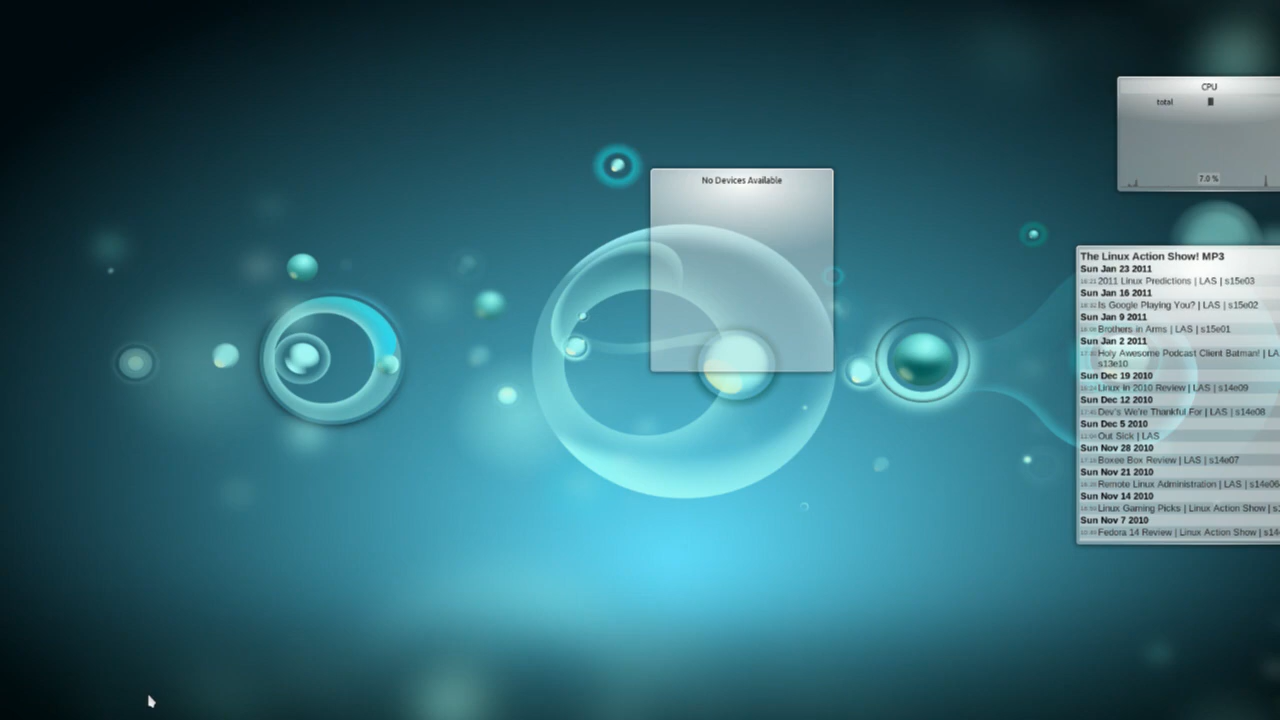 CPU
total
7.0 %
No Devices Available
The Linux Action Show! MP3
Sun Jan 23 2011
2011 Linux Predictions | LAS | s15e03
Sun Jan 16 2011
Is Google Playing You? | LAS | s15e02
Sun Jan 9 2011
Brothers in Arms | LAS | s15e01
Sun Jan 2 2011
Holy Awesome Podcast Client Batman! | LA
s13e10
Sun Dec 19 2010
Linux in 2010 Review | LAS | s14e09
Sun Dec 12 2010
Dev's We're Thankful For | LAS | s14e08
Sun Dec 5 2010
Out Sick | LAS
Sun Nov 28 2010
Boxee Box Review | LAS | s14e07
Sun Nov 21 2010
Remote Linux Administration | LAS | s14e06
Sun Nov 14 2010
Linux Gaming Picks | Linux Action Show | s1
Sun Nov 7 2010
Fedora 14 Review | Linux Action Show | s14